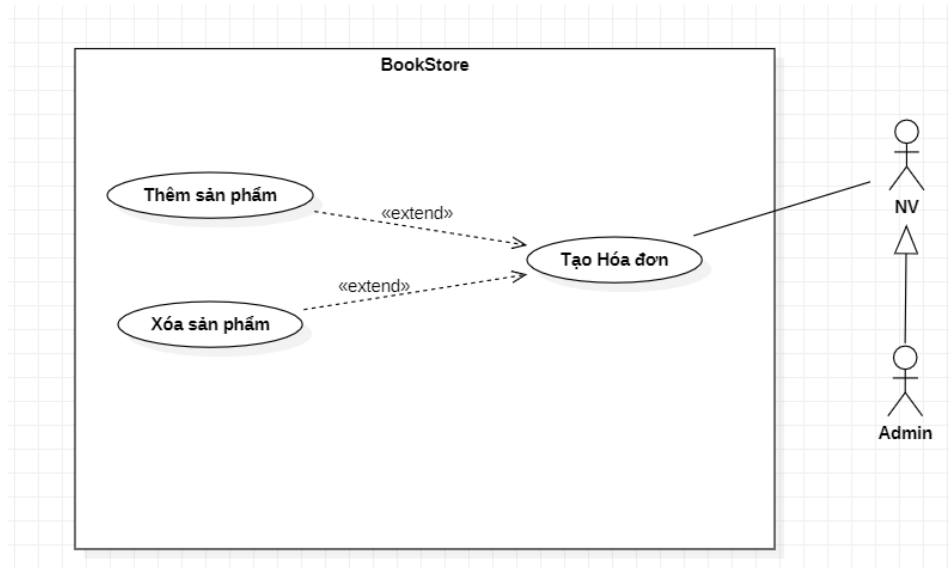 BookStore
Thêm sản phẩm
«extend»
NV
Tạo Hóa đơn
«extend»
Xóa sản phẩm
Admin